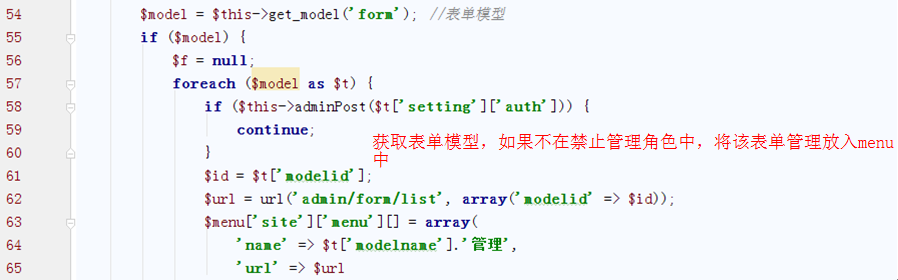 54 $model = $this->get_model('form'); //表单模型
55 if ($model) {
56 $f = null;
57 foreach ($model as $t) {
58 if ($this->adminPost($t['setting']['auth'])) {
59 continue;
60 }
获取表单模型，如果不在禁止管理角色中，将该表单管理放入menu
中
61 $id = $t['modelid'];
62 $url = url('admin/form/list', array('modelid' => $id));
63 $menu['site']['menu'][] = array(
64 'name' => $t['modelname'].'管理',
65 'url' => $url